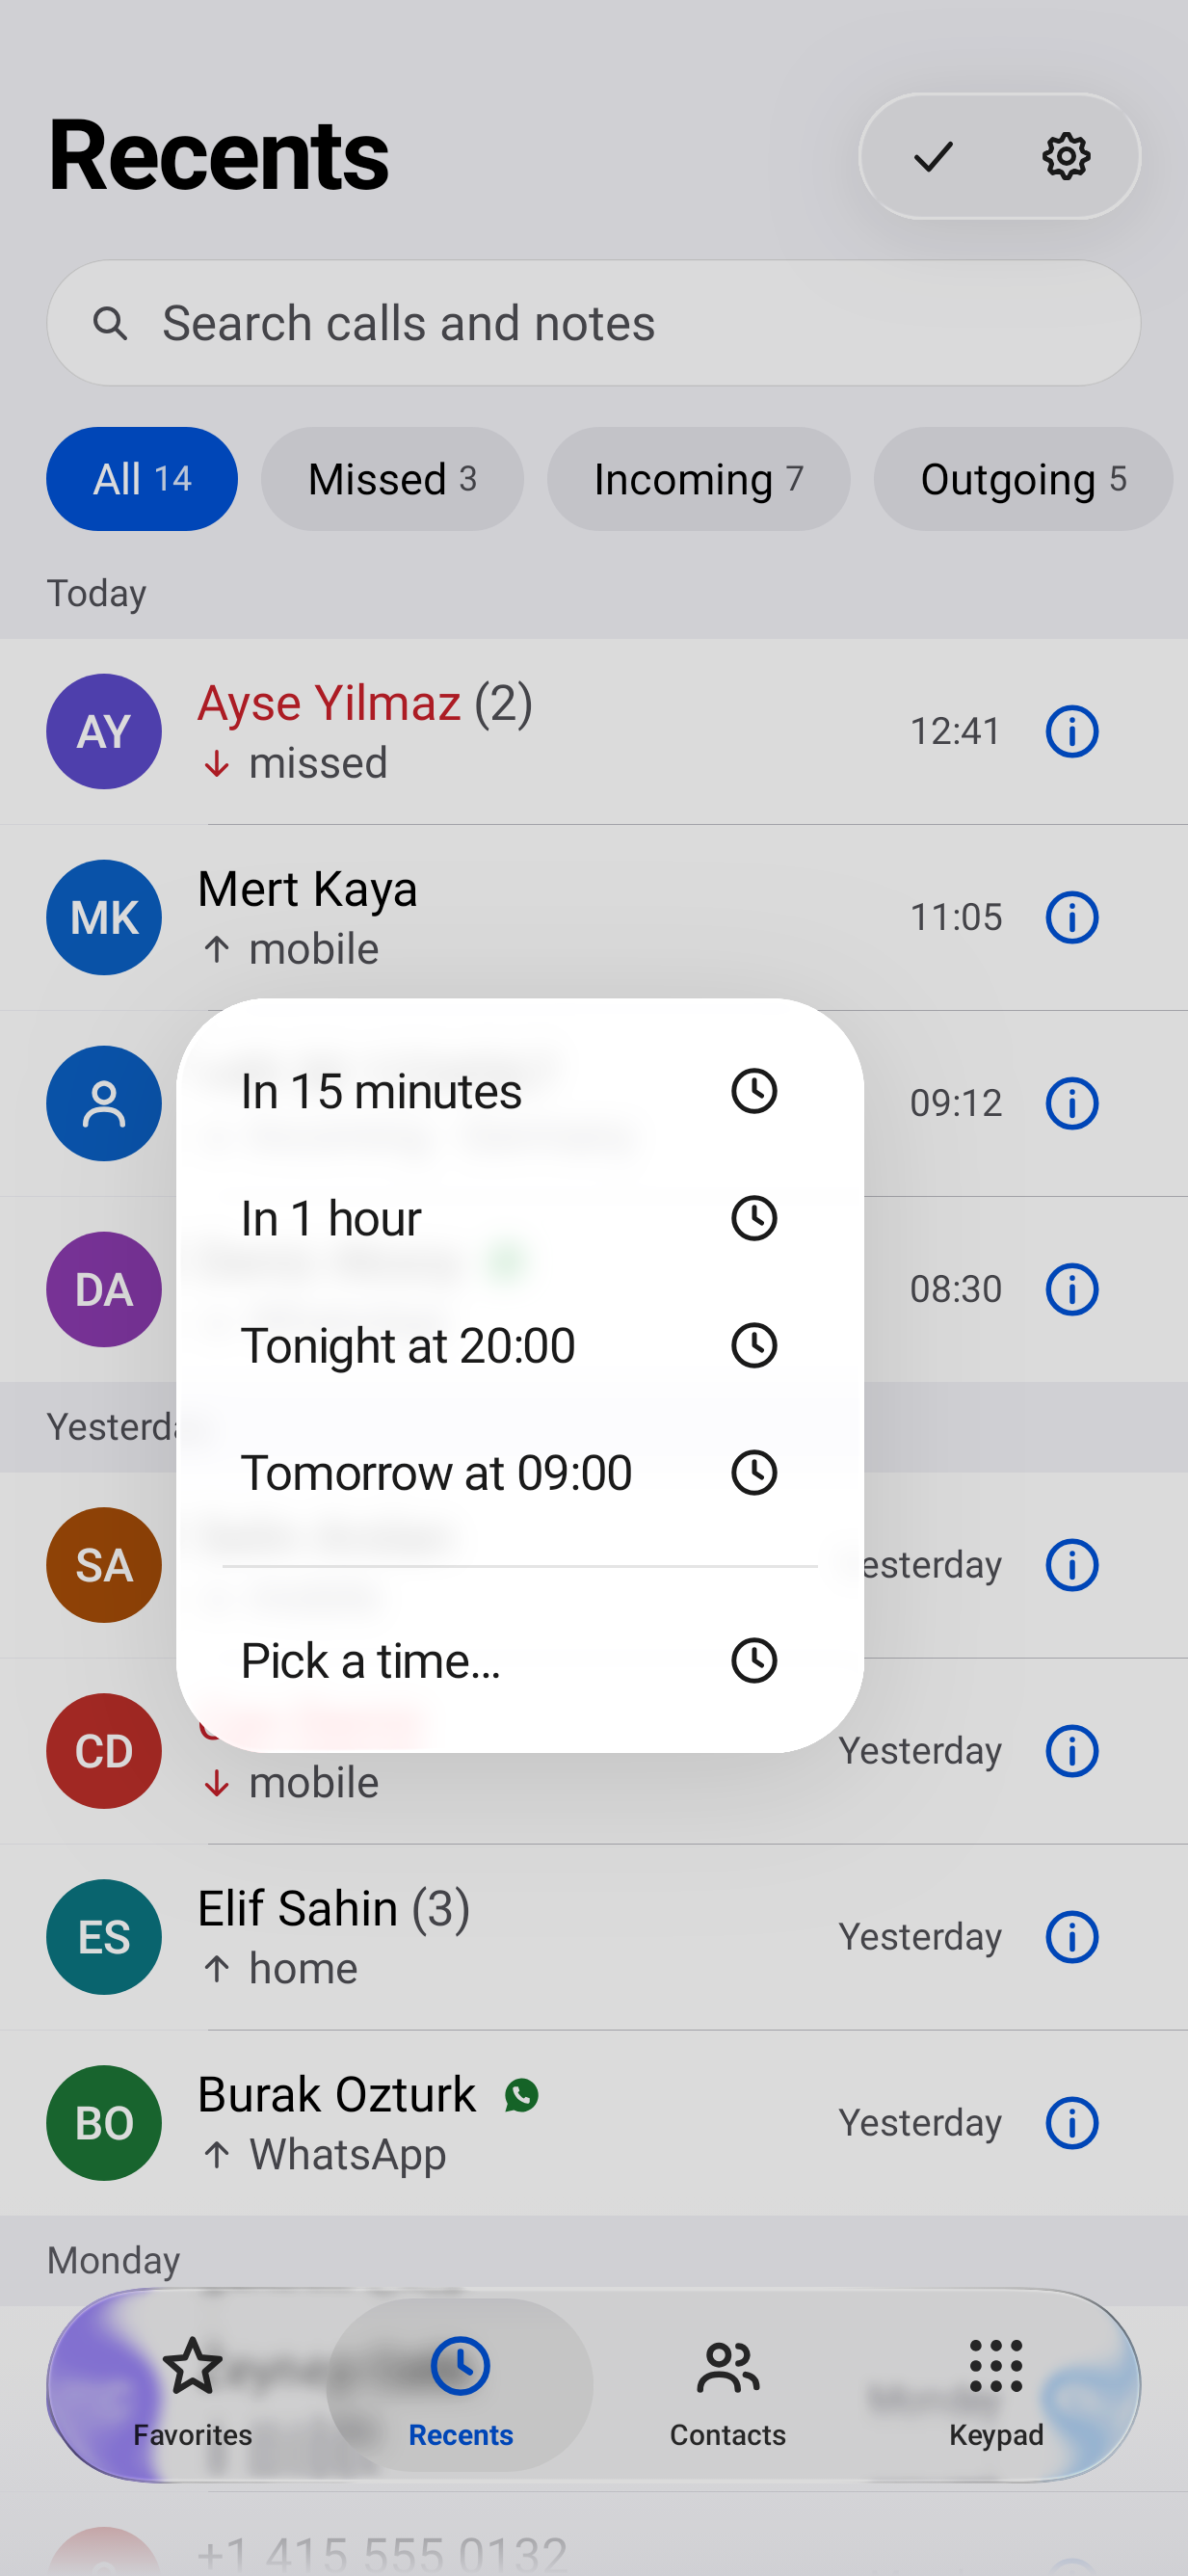 Recents
Search calls and notes
All 14 Missed 3 Incoming 7 Outgoing 5
Today
AY Ayse Yilmaz (2) 12:41
missed
MK Mert Kaya 11:05
mobile
09:12
In 15 minutes
In 1 hour
DA 08:30
Tonight at 20:00
Tomorrow at 09:00
SA
Pick a time...
CD Yesterday
mobile
ES Elif Sahin (3) Yesterday
home
BO Burak Ozturk Yesterday
WhatsApp
Monday
Favorites Recents Contacts Keypad
+1 415 555 0132